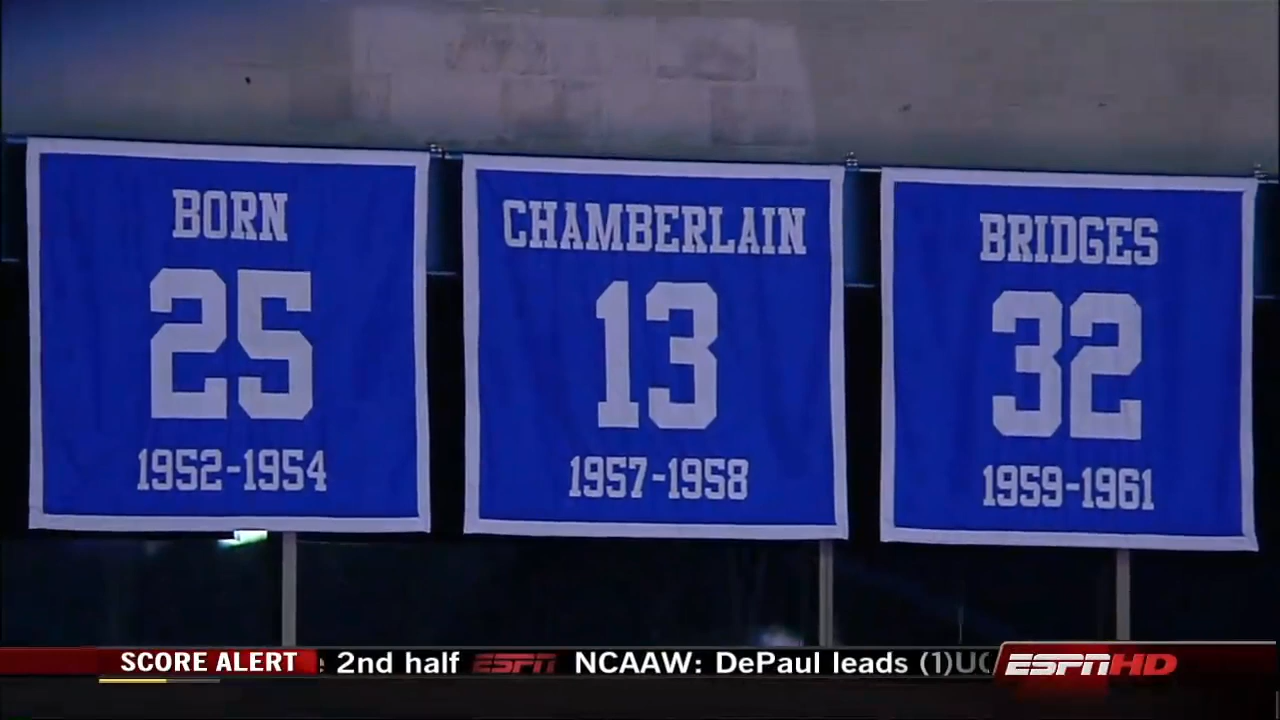 BORN
25
1952-1954
CHAMBERLAIN
13
1957-1958
BRIDGES
32
1959-1961
SCORE ALERT
2nd half ESPN NCAAW: DePaul leads (1)UC
ESPNHD